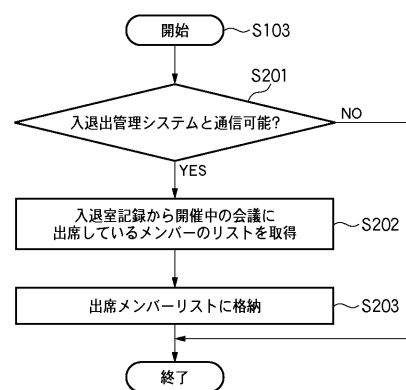 開始
S103
S201
入退出管理システムと通信可能?
NO
YES
入退室記録から開催中の会議に
出席しているメンバーのリストを取得
S202
出席メンバーリストに格納
S203
終了